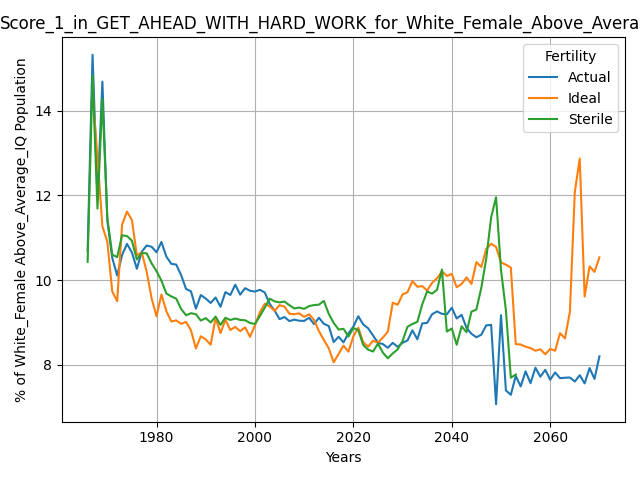 Score_1_in_GET_AHEAD_WITH_HARD_WORK_for_White_Female_Above_Avera
% of White_Female Above_Average_IQ Population
14
12
10
8
Fertility
Actual
Ideal
Sterile
1980 2000 2020 2040 2060
Years